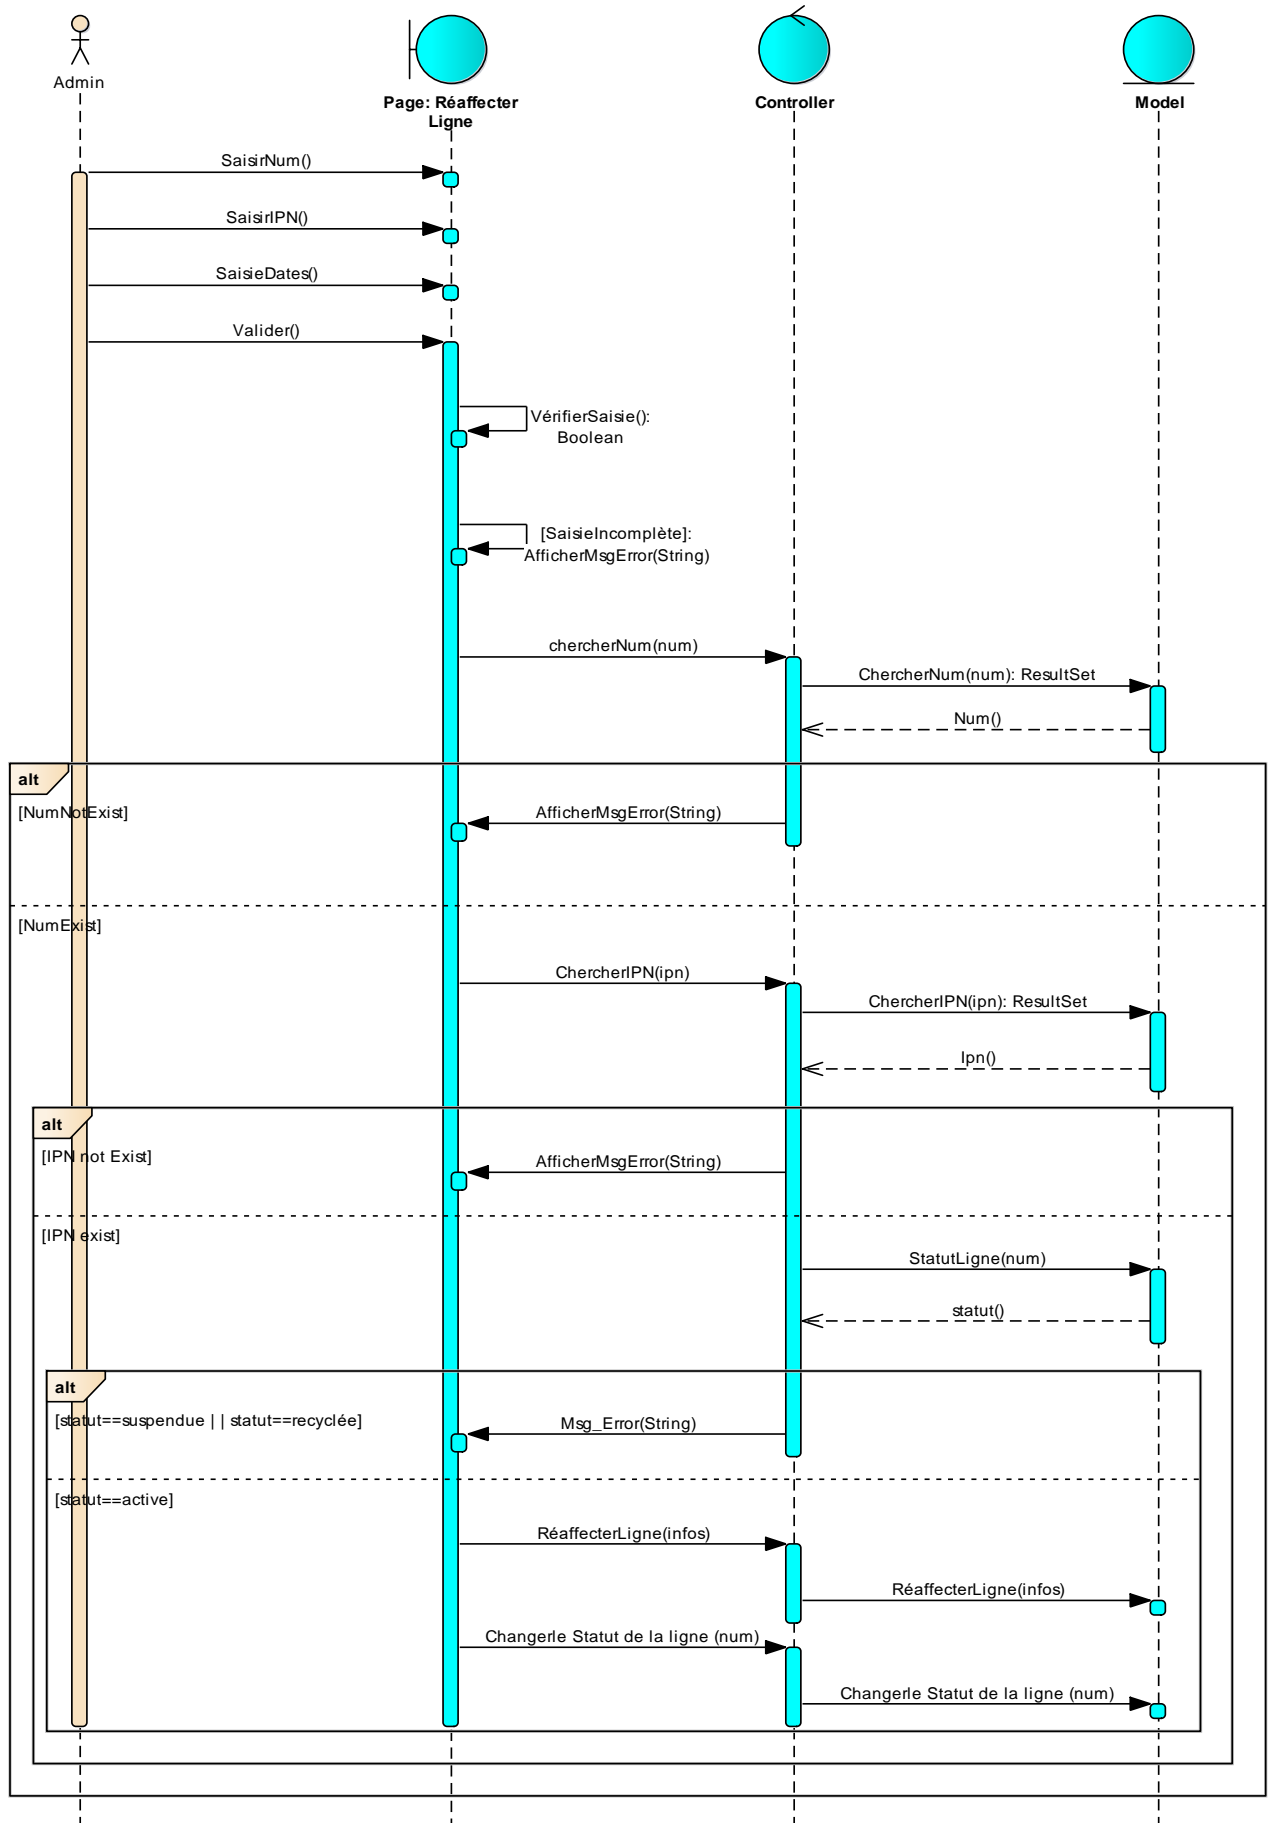 Admin
Page: Réaffecter
Ligne
Controller
Model
SaisirNum()
SaisirIPN()
SaisieDates()
Valider()
VérifierSaisie():
Boolean
[SaisieIncomplète]:
AfficherMsgError(String)
chercherNum(num)
ChercherNum(num): ResultSet
Num()
alt
[NumNotExist]
AfficherMsgError(String)
[NumExist]
ChercherIPN(ipn)
ChercherIPN(ipn): ResultSet
Ipn()
alt
[IPN not Exist]
AfficherMsgError(String)
[IPN exist]
StatutLigne(num)
statut()
alt
[statut==suspendue || statut==recyclée]
Msg_Error(String)
[statut==active]
RéaffecterLigne(infos)
RéaffecterLigne(infos)
Changerle Statut de la ligne (num)
Changerle Statut de la ligne (num)